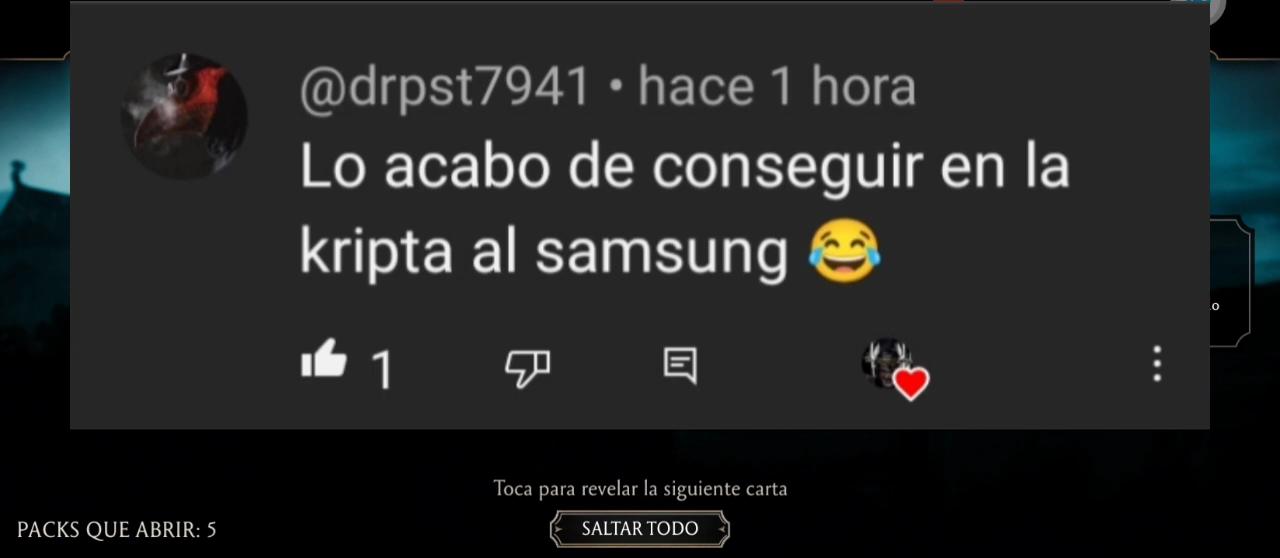 @drpst7941 • hace 1 hora
Lo acabo de conseguir en la
kripta al samsung 😂
1
Toca para revelar la siguiente carta
PACKS QUE ABRIR: 5
SALTAR TODO